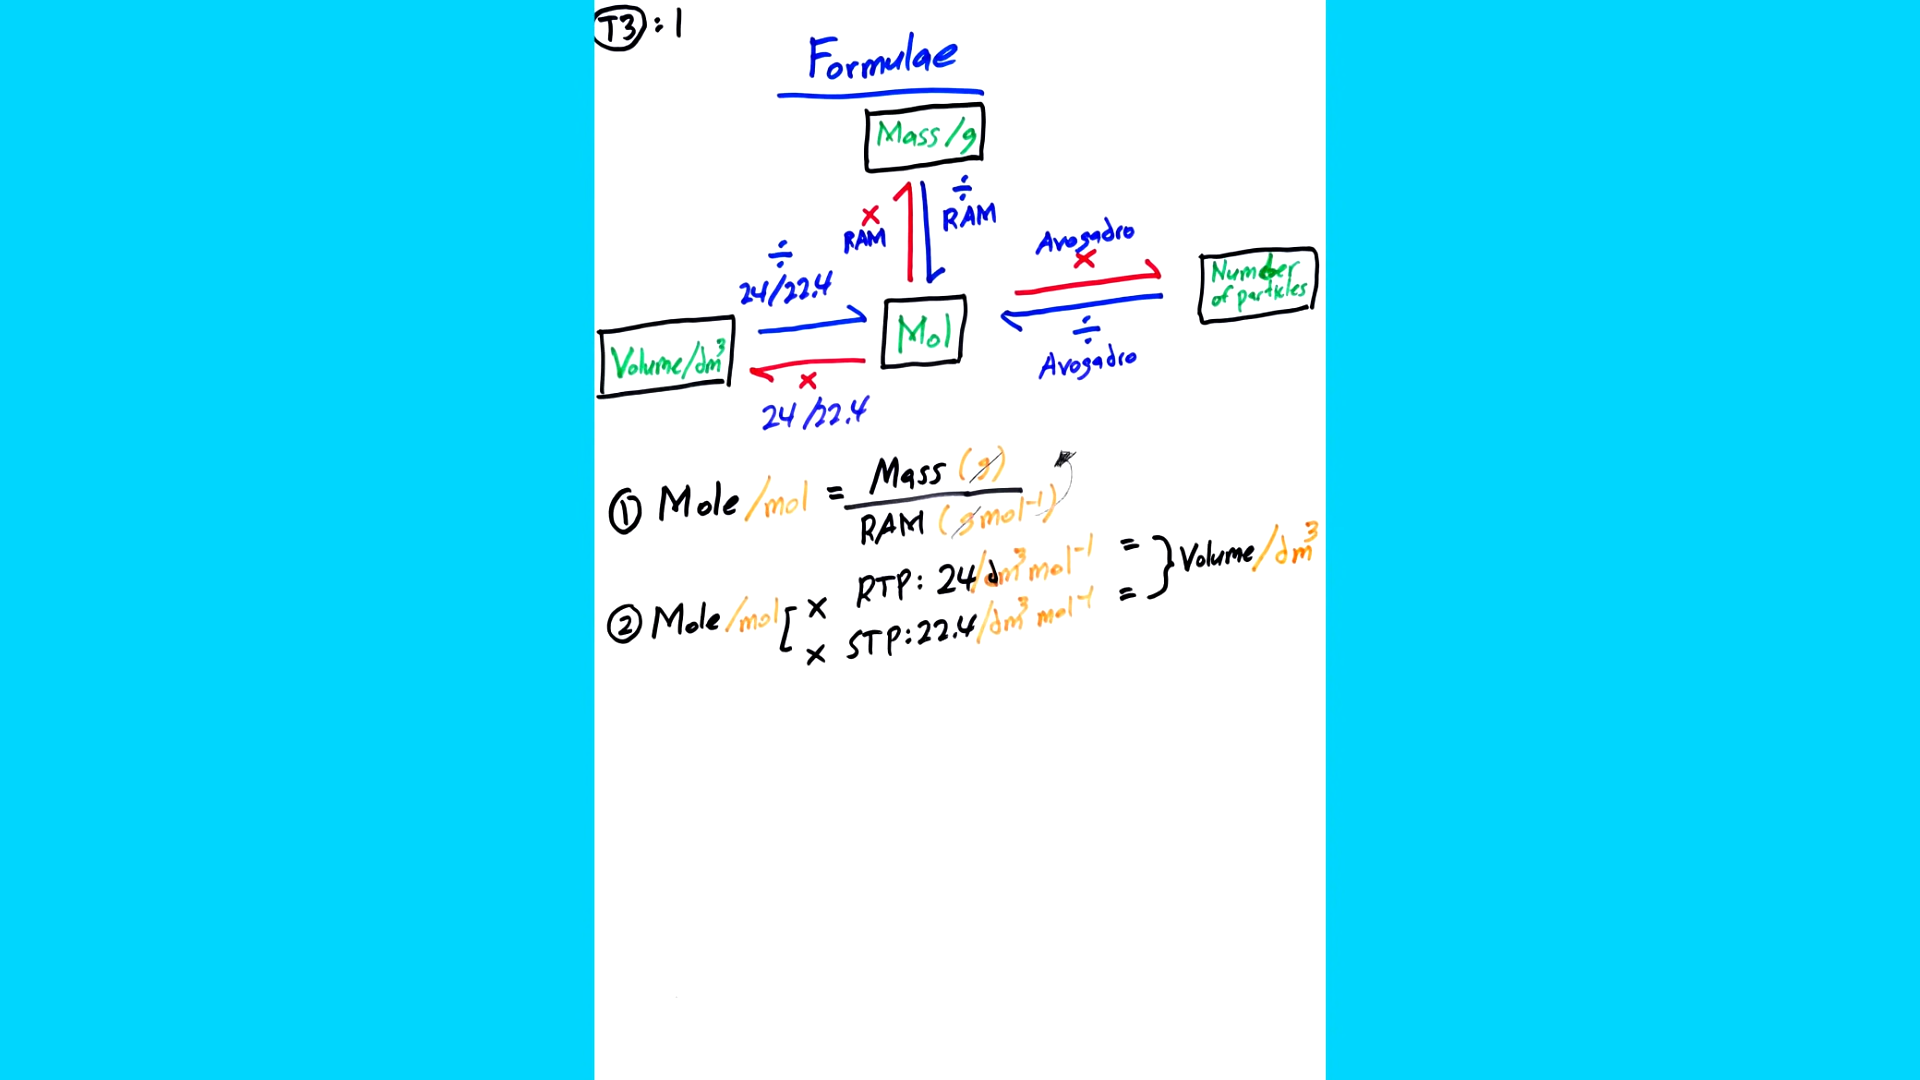 T3 : 1
Formulae
Mass/g
÷
RAM
×
RAM
Avogadro
×
÷
24/22.4
Number
of particles
Mol
Volume/dm³
÷
Avogadro
×
24/22.4
① Mole/mol = Mass (g)
RAM (g mol⁻¹)
② Mole/mol [ × RTP: 24/dm³ mol⁻¹ = } Volume/dm³
× STP: 22.4/dm³ mol⁻¹ =